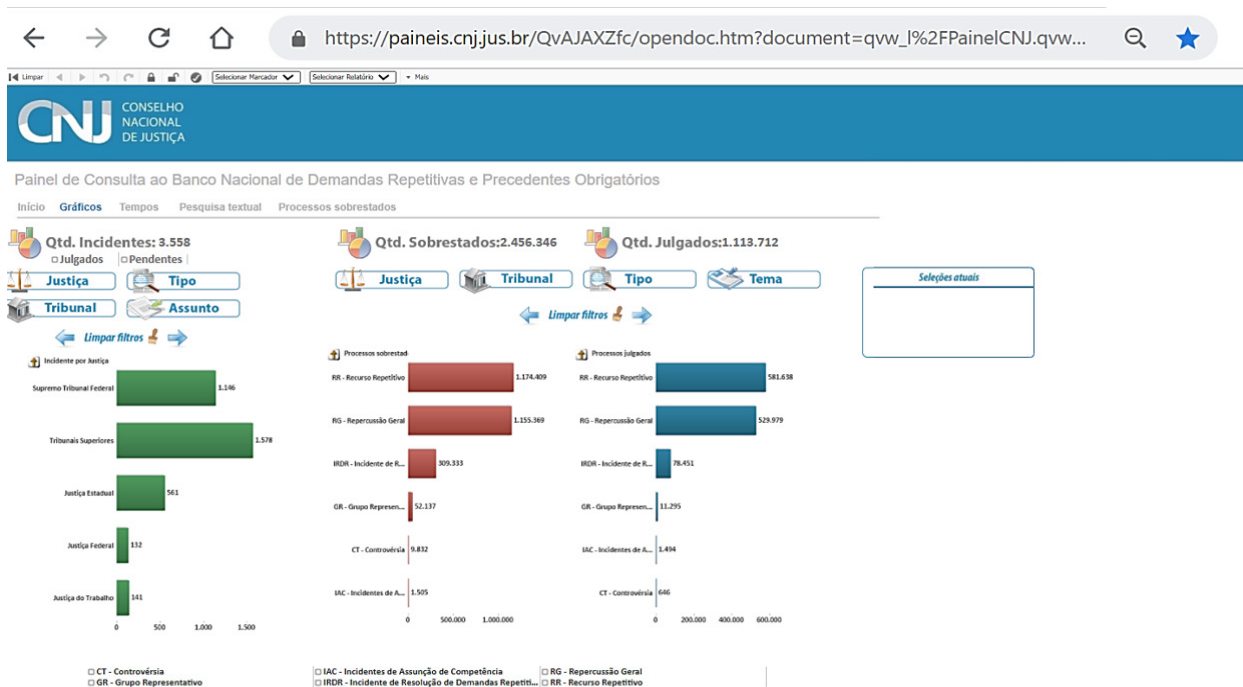 https://paineis.cnj.jus.br/QvAJAXZfc/opendoc.htm?document=qvw_l%2FPainelCNJ.qvw...
Limpar Selecionar Marcador Selecionar Relatório Mais
CNJ
CONSELHO
NACIONAL
DE JUSTIÇA
Painel de Consulta ao Banco Nacional de Demandas Repetitivas e Precedentes Obrigatórios
Início Gráficos Tempos Pesquisa textual Processos sobrestados
Qtd. Incidentes: 3.558
Julgados Pendentes
Justiça Tipo
Tribunal Assunto
Limpar filtros
Incidente por Justiça
Supremo Tribunal Federal 1.146
Tribunais Superiores 1.578
Justiça Estadual 561
Justiça Federal 132
Justiça do Trabalho 141
0 500 1.000 1.500
Qtd. Sobrestados:2.456.346 Qtd. Julgados:1.113.712
Justiça Tribunal Tipo Tema
Limpar filtros
Processos sobrestad
RR - Recurso Repetitivo 1.174.409
RG - Repercussão Geral 1.155.369
IRDR - Incidente de R... 309.333
GR - Grupo Represen... 52.137
CT - Controvérsia 9.832
IAC - Incidentes de A... 1.505
0 500.000 1.000.000
Processos julgados
RR - Recurso Repetitivo 581.638
RG - Repercussão Geral 529.979
IRDR - Incidente de R... 78.451
GR - Grupo Represen... 11.295
IAC - Incidentes de A... 1.494
CT - Controvérsia 646
0 200.000 400.000 600.000
Seleções atuais
CT - Controvérsia IAC - Incidentes de Assunção de Competência RG - Repercussão Geral
GR - Grupo Representativo IRDR - Incidente de Resolução de Demandas Repetiti... RR - Recurso Repetitivo